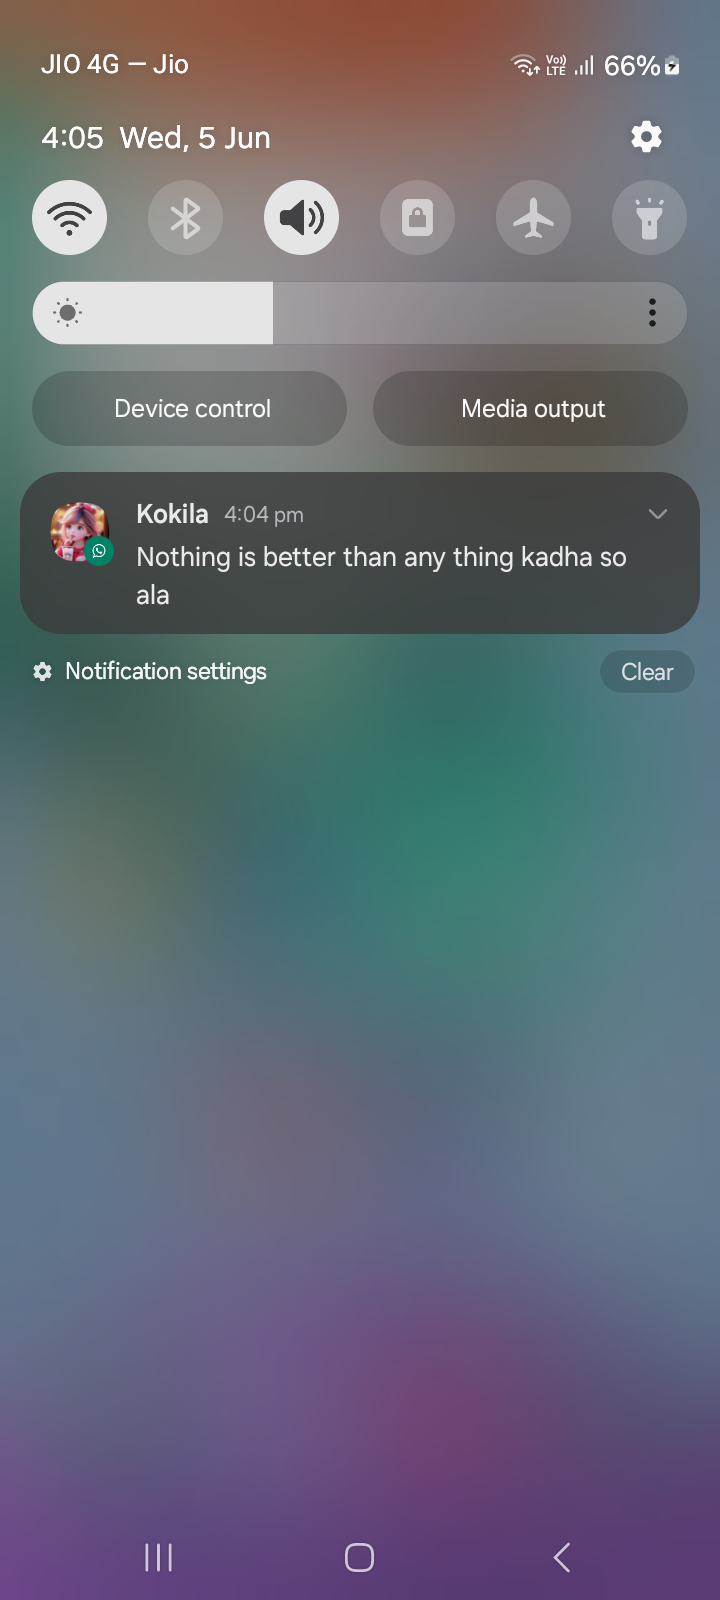 JIO 4G — Jio
Vo)) LTE 66%
4:05 Wed, 5 Jun
Device control
Media output
Kokila 4:04 pm
Nothing is better than any thing kadha so
ala
Notification settings
Clear